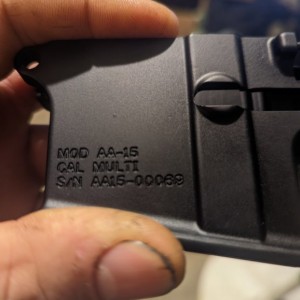 MOD AA-15
CAL MULTI
S/N AA15-00069